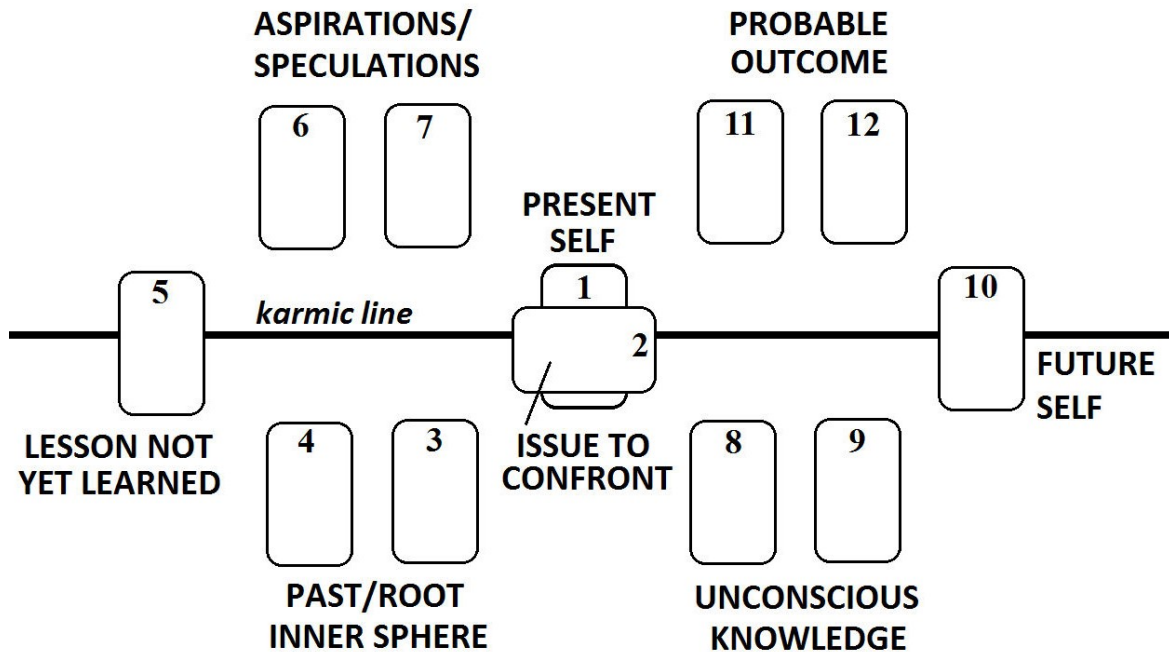 ASPIRATIONS/
SPECULATIONS
PROBABLE
OUTCOME
6
7
11
12
PRESENT
SELF
5
1
10
karmic line
2
FUTURE
SELF
LESSON NOT
YET LEARNED
4
3
ISSUE TO
CONFRONT
8
9
PAST/ROOT
INNER SPHERE
UNCONSCIOUS
KNOWLEDGE